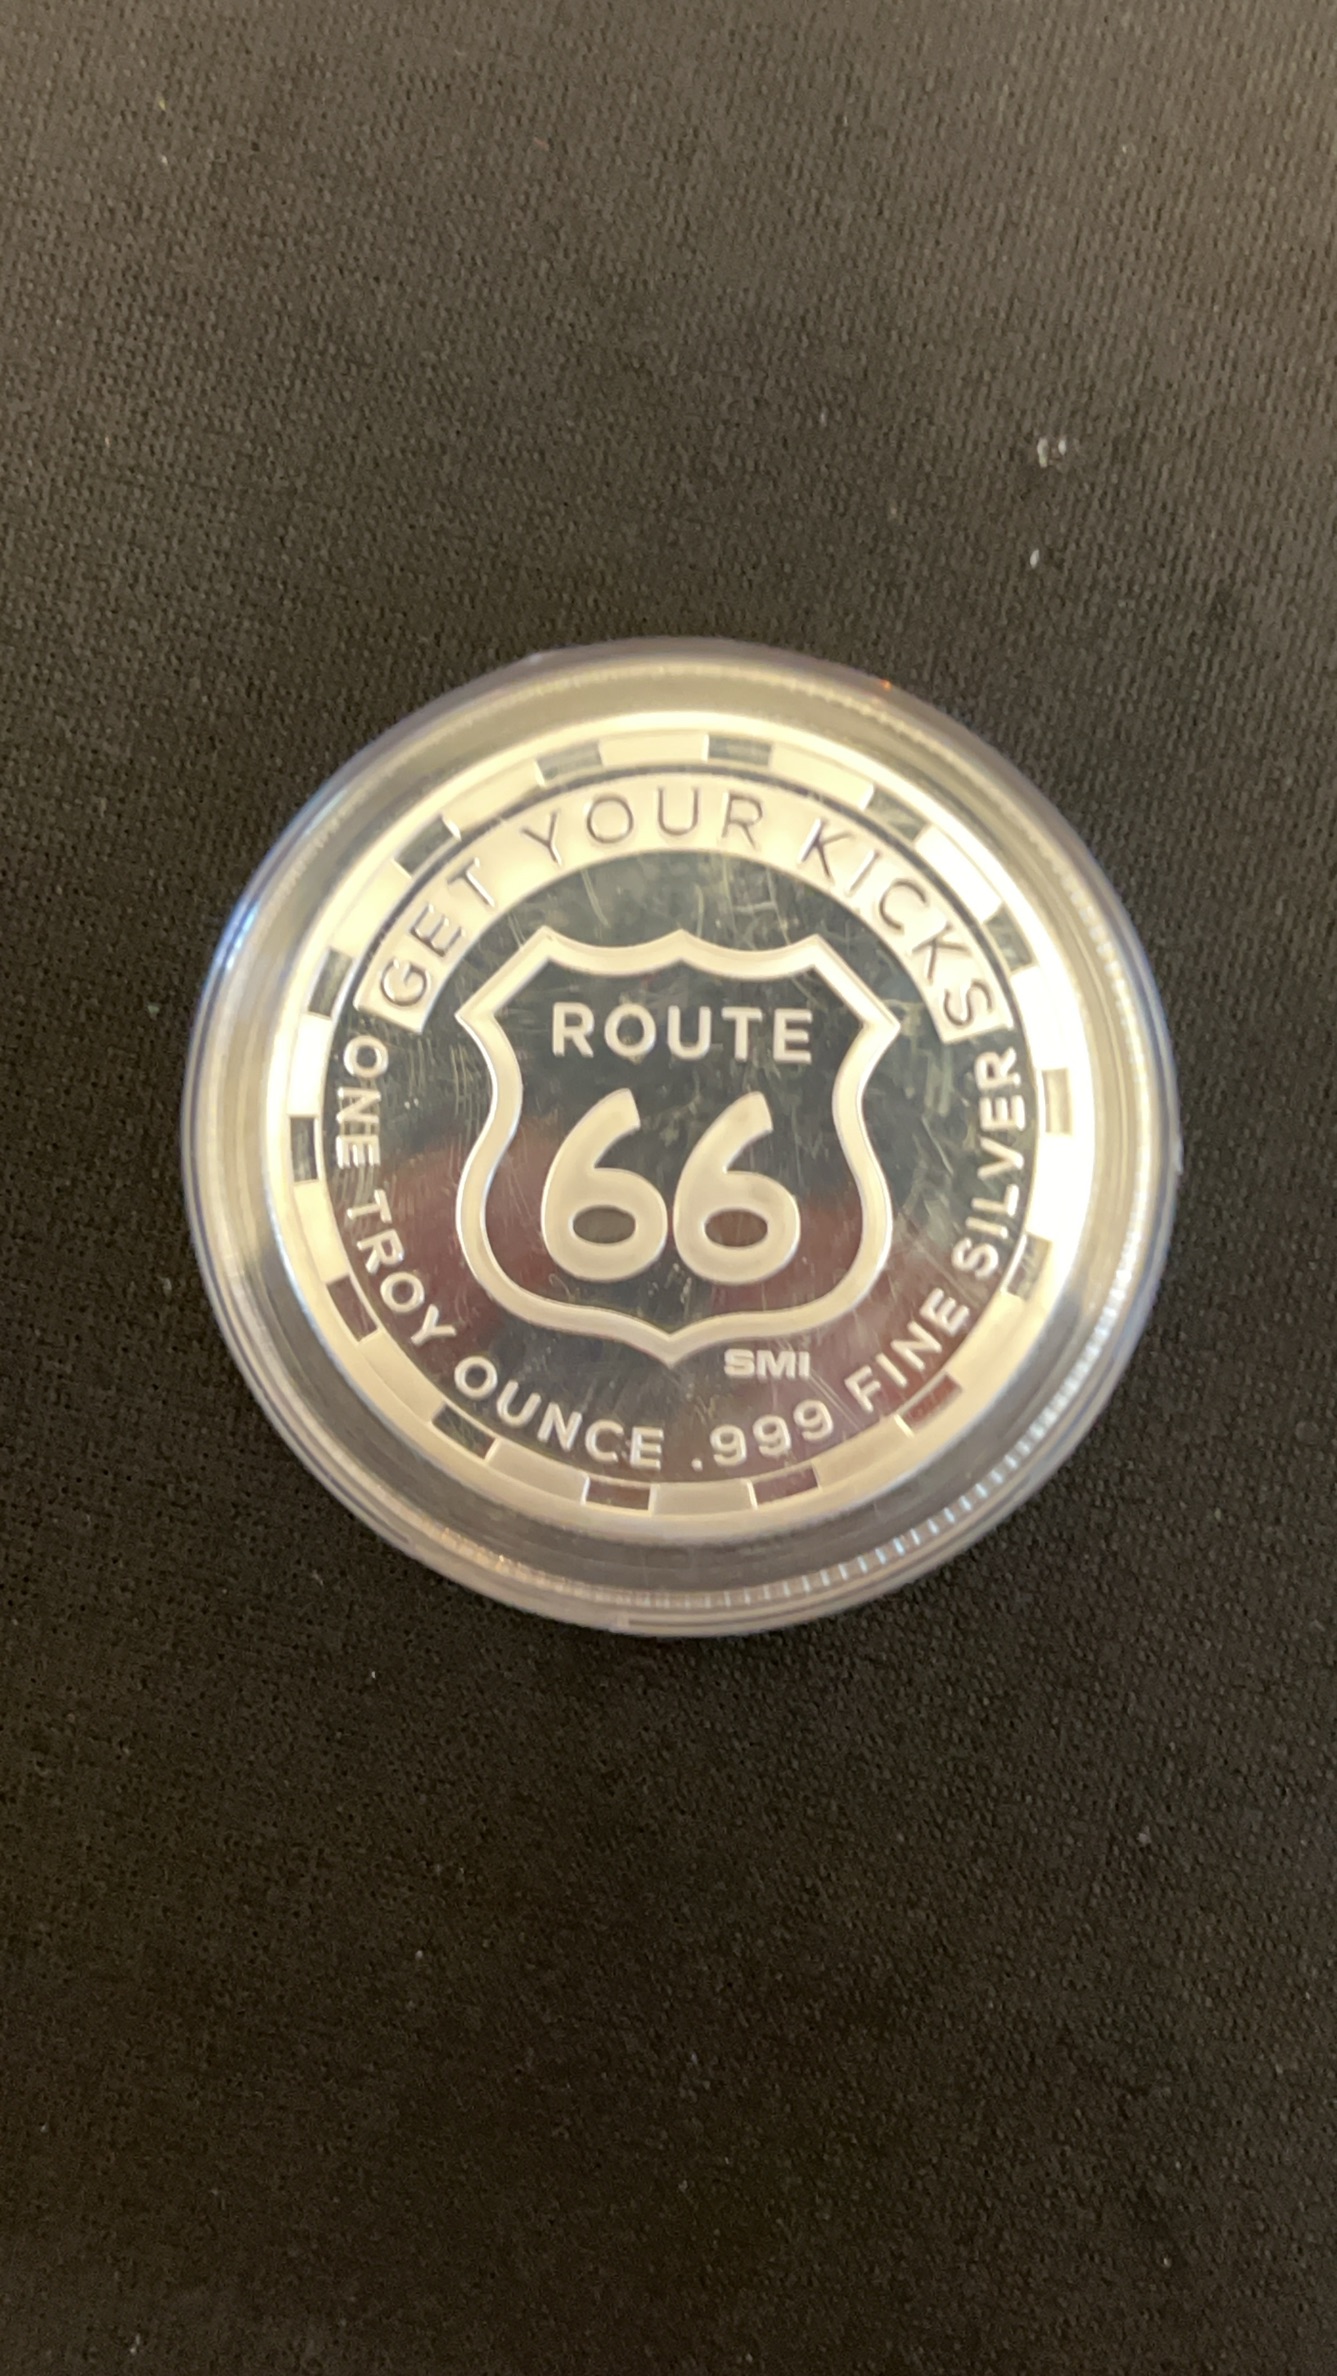 GET YOUR KICKS
ROUTE
66
SMI
ONE TROY OUNCE .999 FINE SILVER